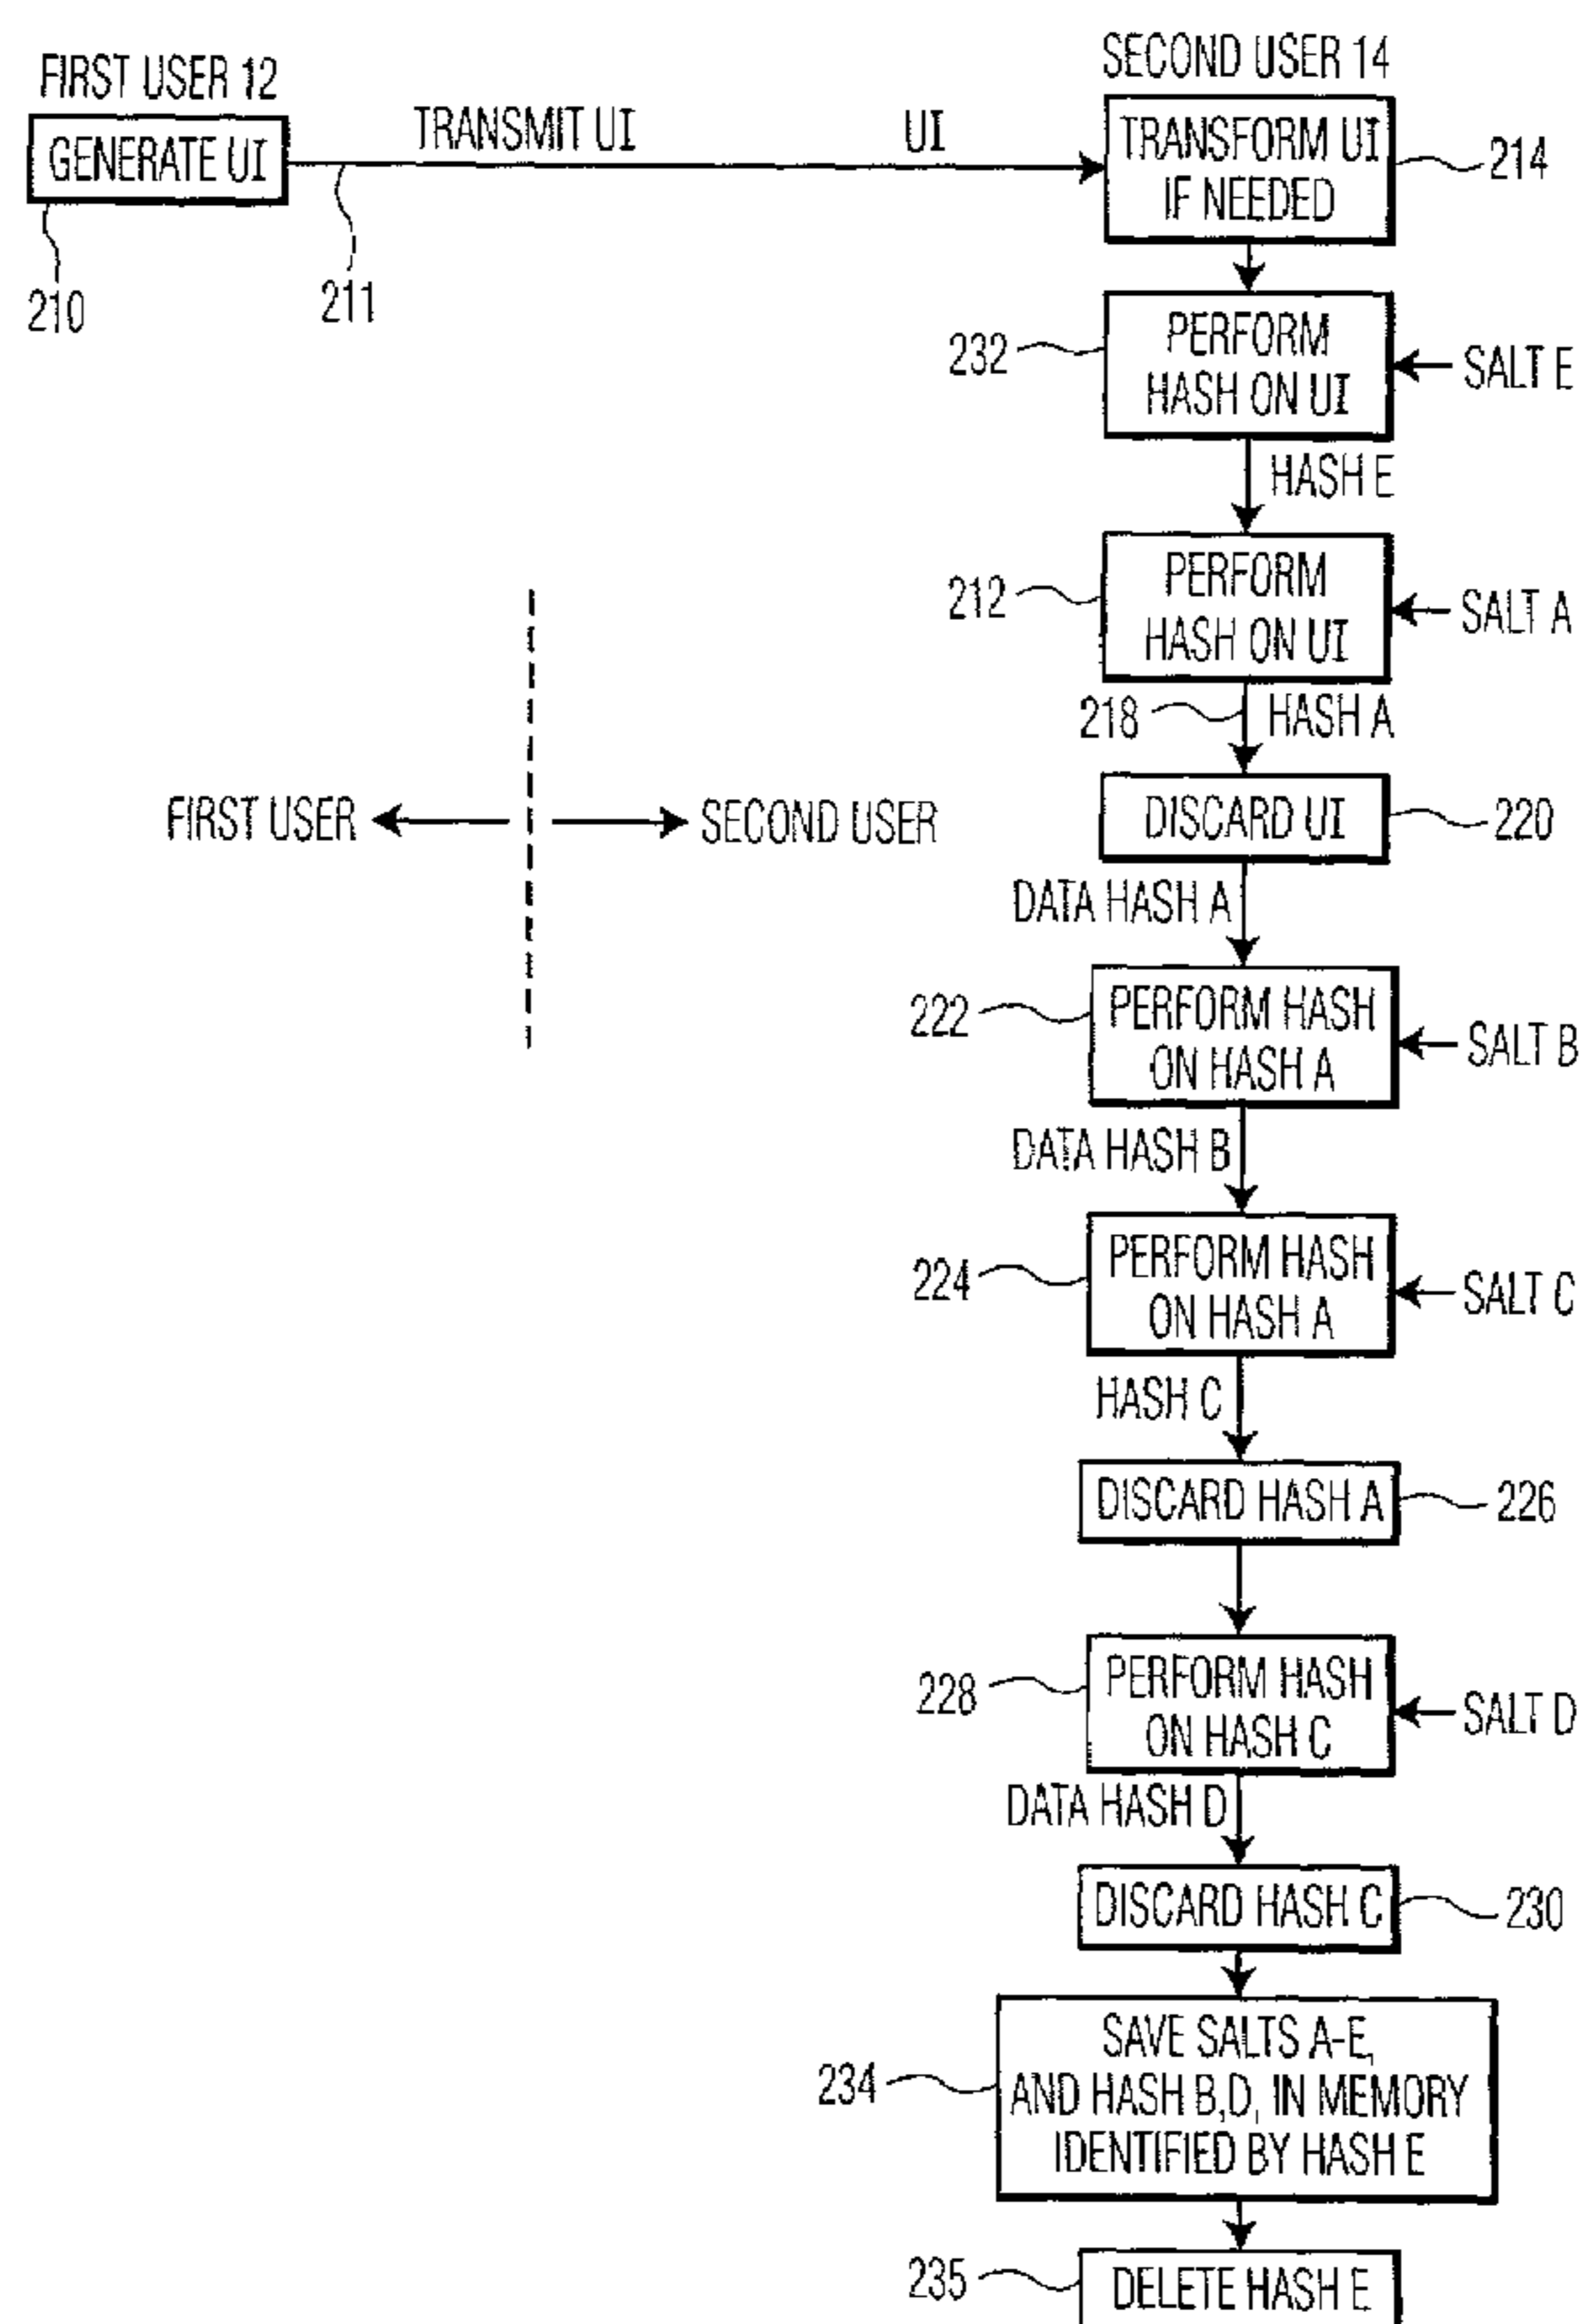 FIRST USER 12
GENERATE UI
210
TRANSMIT UI
UI
211
SECOND USER 14
TRANSFORM UI
IF NEEDED
214
232
PERFORM
HASH ON UI
SALT E
HASH E
212
PERFORM
HASH ON UI
SALT A
218
HASH A
FIRST USER
SECOND USER
DISCARD UI
220
DATA HASH A
222
PERFORM HASH
ON HASH A
SALT B
DATA HASH B
224
PERFORM HASH
ON HASH A
SALT C
HASH C
DISCARD HASH A
226
228
PERFORM HASH
ON HASH C
SALT D
DATA HASH D
DISCARD HASH C
230
234
SAVE SALTS A-E,
AND HASH B,D, IN MEMORY
IDENTIFIED BY HASH E
235
DELETE HASH E